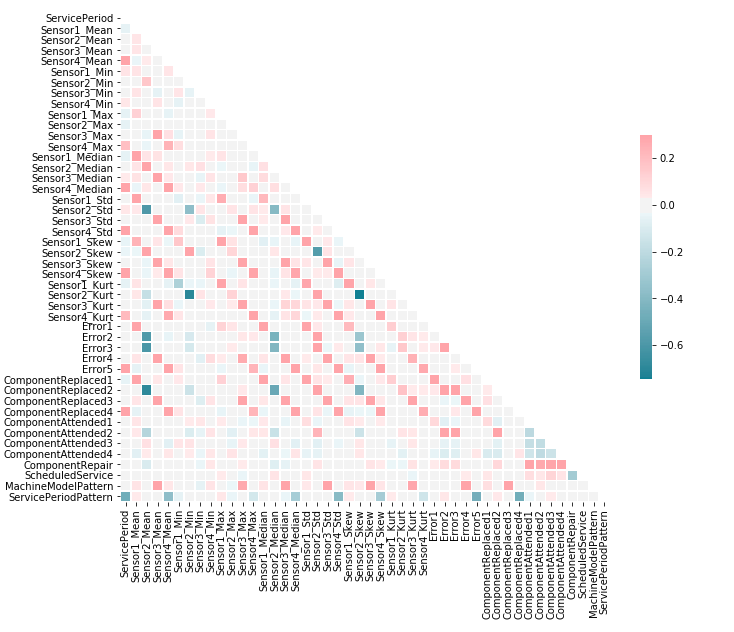 ServicePeriod
Sensor1_Mean
Sensor2_Mean
Sensor3_Mean
Sensor4_Mean
Sensor1_Min
Sensor2_Min
Sensor3_Min
Sensor4_Min
Sensor1_Max
Sensor2_Max
Sensor3_Max
Sensor4_Max
Sensor1_Median
Sensor2_Median
Sensor3_Median
Sensor4_Median
Sensor1_Std
Sensor2_Std
Sensor3_Std
Sensor4_Std
Sensor1_Skew
Sensor2_Skew
Sensor3_Skew
Sensor4_Skew
Sensor1_Kurt
Sensor2_Kurt
Sensor3_Kurt
Sensor4_Kurt
Error1
Error2
Error3
Error4
Error5
ComponentReplaced1
ComponentReplaced2
ComponentReplaced3
ComponentReplaced4
ComponentAttended1
ComponentAttended2
ComponentAttended3
ComponentAttended4
ComponentRepair
ScheduledService
MachineModelPattern
ServicePeriodPattern
ServicePeriod
Sensor1_Mean
Sensor2_Mean
Sensor3_Mean
Sensor4_Mean
Sensor1_Min
Sensor2_Min
Sensor3_Min
Sensor4_Min
Sensor1_Max
Sensor2_Max
Sensor3_Max
Sensor4_Max
Sensor1_Median
Sensor2_Median
Sensor3_Median
Sensor4_Median
Sensor1_Std
Sensor2_Std
Sensor3_Std
Sensor4_Std
Sensor1_Skew
Sensor2_Skew
Sensor3_Skew
Sensor4_Skew
Sensor1_Kurt
Sensor2_Kurt
Sensor3_Kurt
Sensor4_Kurt
Error1
Error2
Error3
Error4
Error5
ComponentReplaced1
ComponentReplaced2
ComponentReplaced3
ComponentReplaced4
ComponentAttended1
ComponentAttended2
ComponentAttended3
ComponentAttended4
ComponentRepair
ScheduledService
MachineModelPattern
ServicePeriodPattern
0.2
0.0
−0.2
−0.4
−0.6